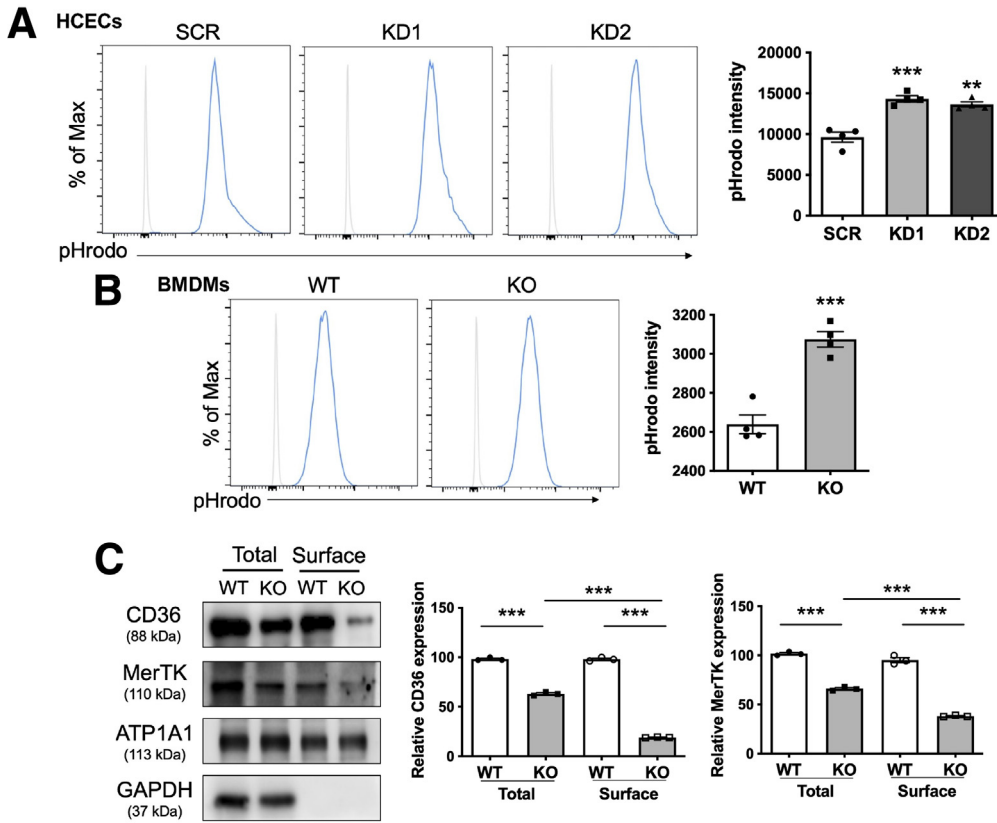 A HCECs
SCR KD1 KD2
% of Max
pHrodo
pHrodo intensity
20000
15000
10000
5000
0
*** **
SCR KD1 KD2
B BMDMs
WT KO
% of Max
pHrodo
pHrodo intensity
3200
3000
2800
2600
2400
***
WT KO
C
Total Surface
WT KO WT KO
CD36
(88 kDa)
MerTK
(110 kDa)
ATP1A1
(113 kDa)
GAPDH
(37 kDa)
Relative CD36 expression
150
100
50
0
***
*** ***
WT KO WT KO
Total Surface
Relative MerTK expression
150
100
50
0
***
*** ***
WT KO WT KO
Total Surface